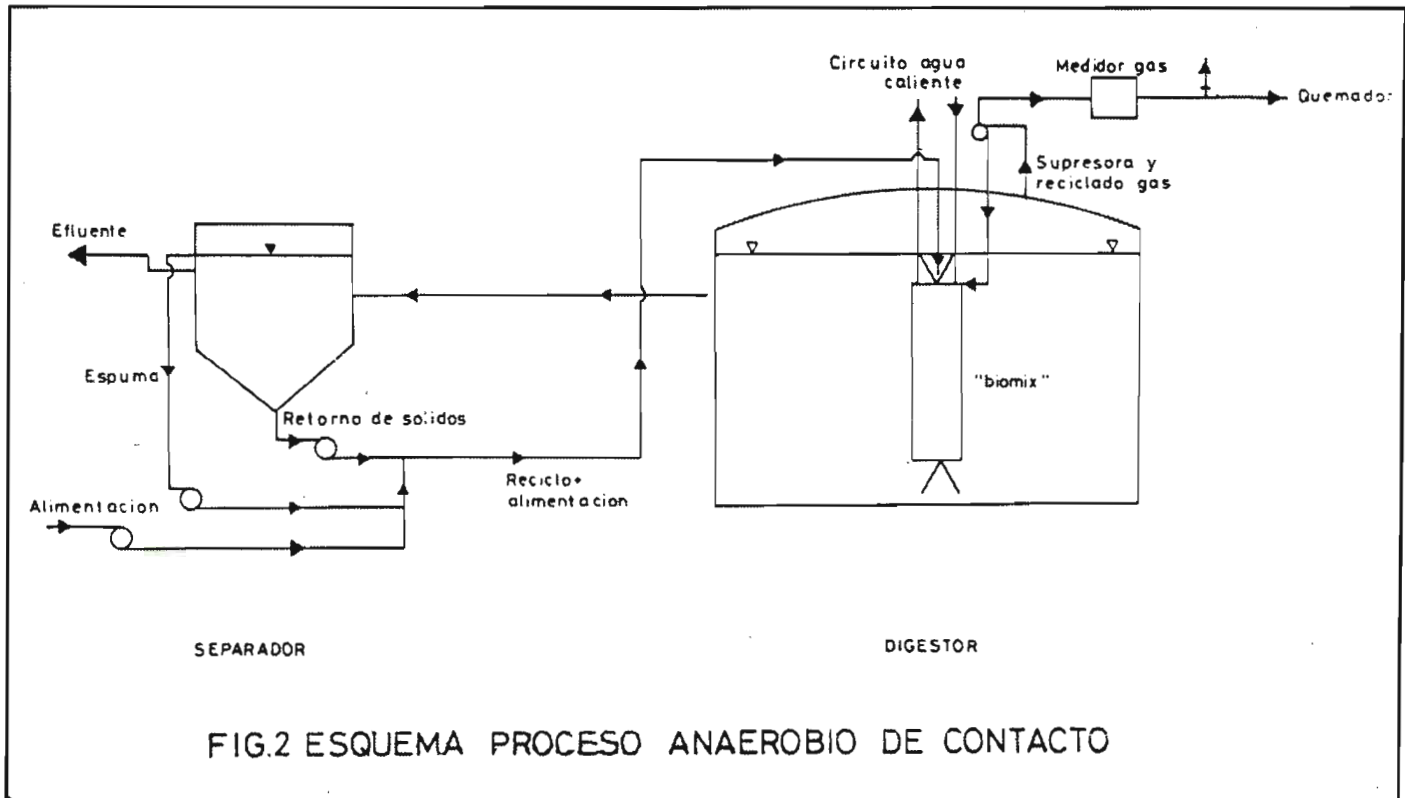 Circuito agua
caliente
Medidor gas
Quemador
Supresora y
reciclado gas
Efluente
Espuma
"biomix"
Retorno de solidos
Reciclo+
alimentacion
Alimentacion
SEPARADOR
DIGESTOR
FIG.2 ESQUEMA PROCESO ANAEROBIO DE CONTACTO